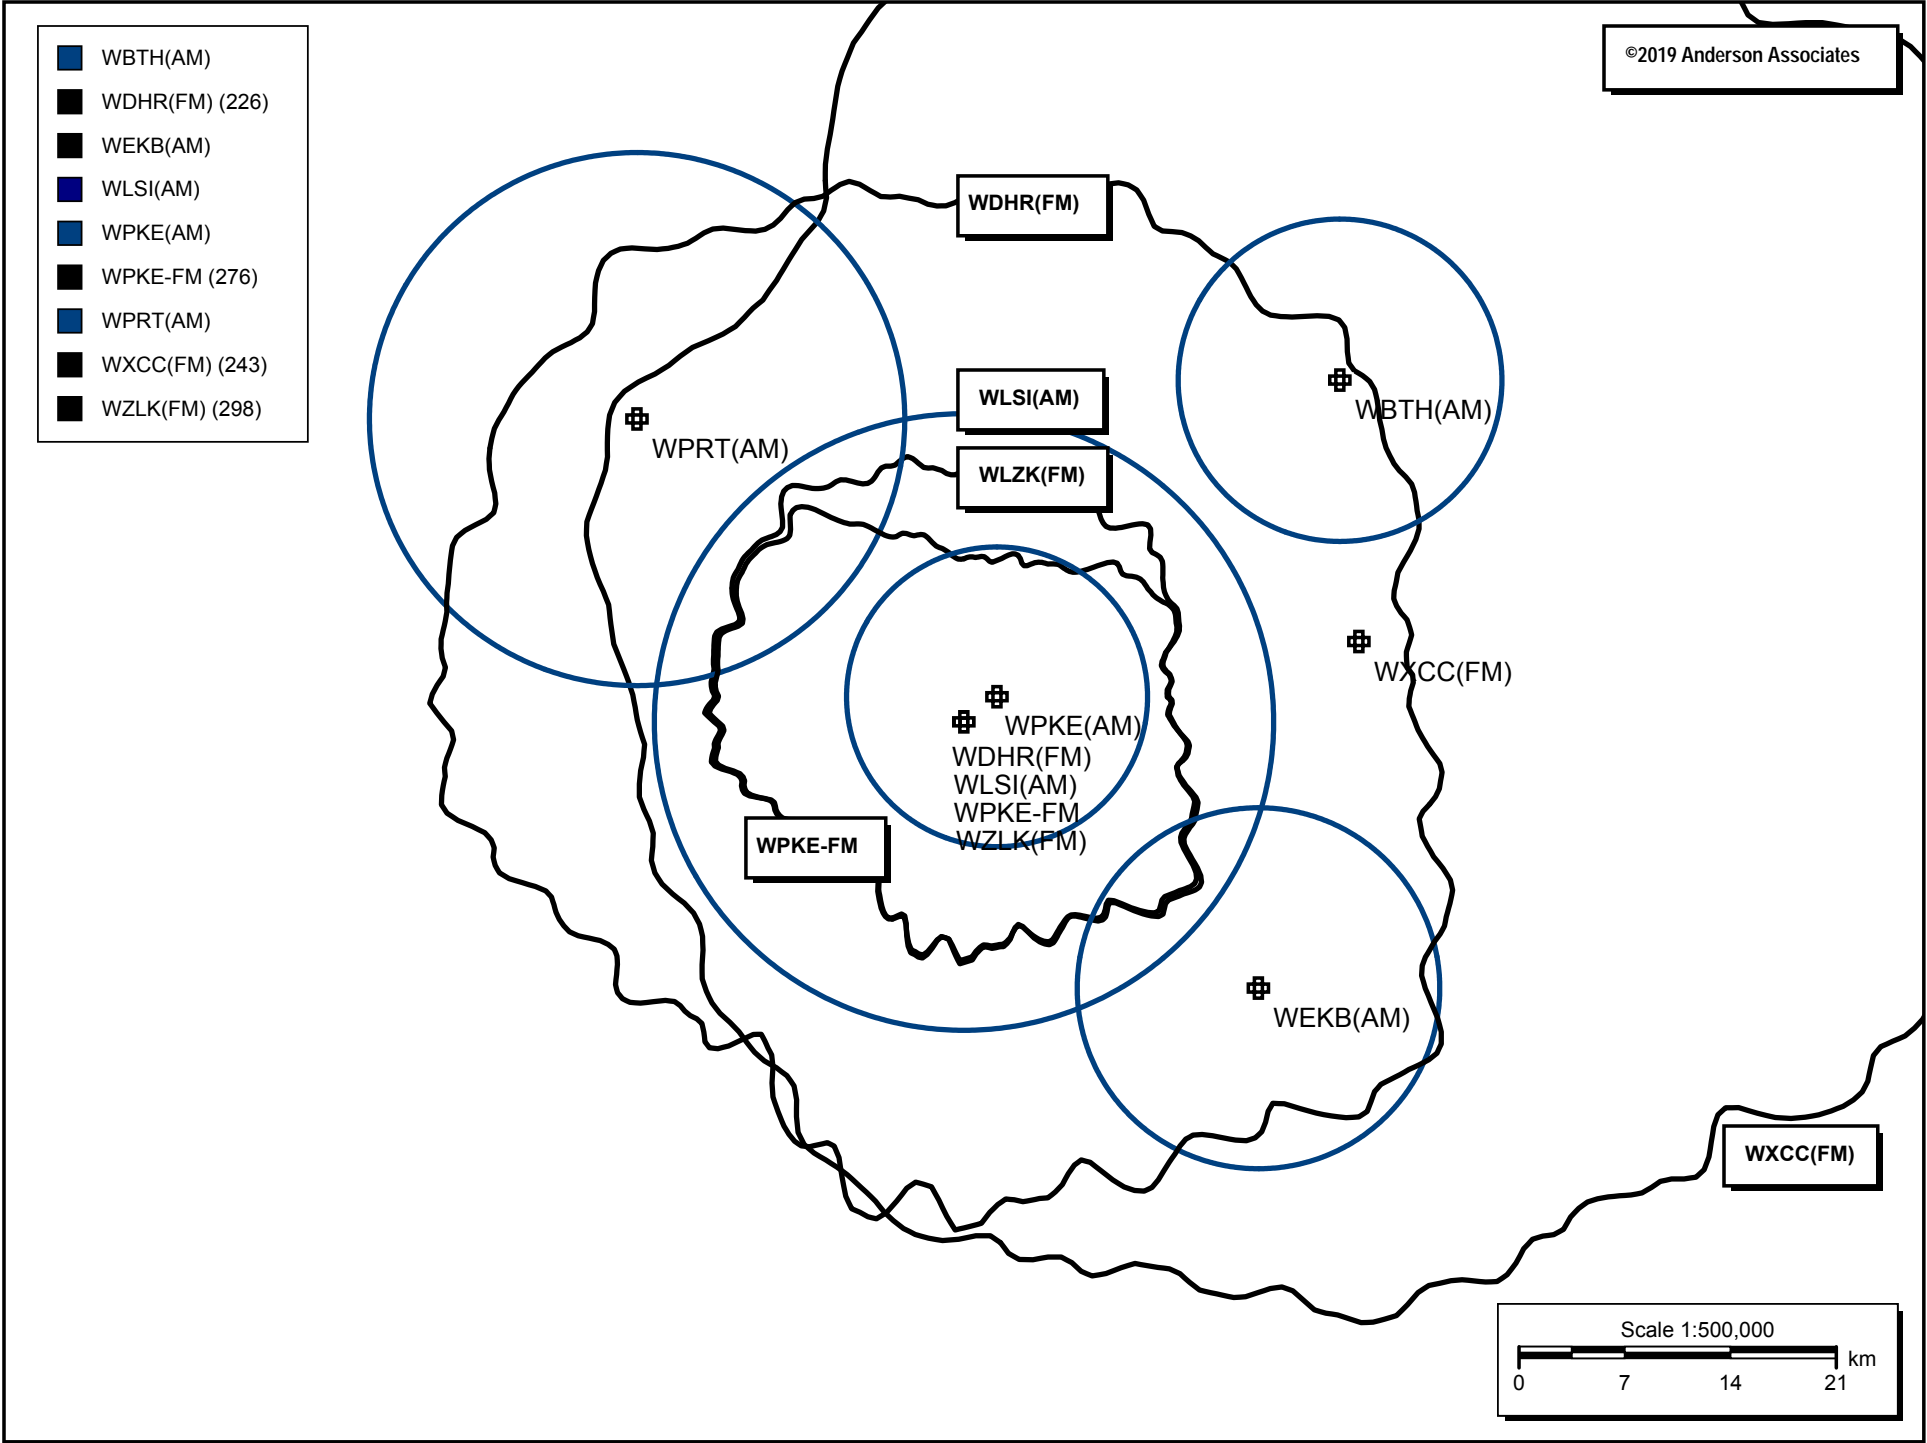 WBTH(AM)
WDHR(FM) (226)
WEKB(AM)
WLSI(AM)
WPKE(AM)
WPKE-FM (276)
WPRT(AM)
WXCC(FM) (243)
WZLK(FM) (298)
©2019 Anderson Associates
WDHR(FM)
WLSI(AM)
WBTH(AM)
WPRT(AM)
WLZK(FM)
WXCC(FM)
WPKE(AM)
WDHR(FM)
WLSI(AM)
WPKE-FM
WZLK(FM)
WPKE-FM
WEKB(AM)
WXCC(FM)
Scale 1:500,000
km
0 7 14 21